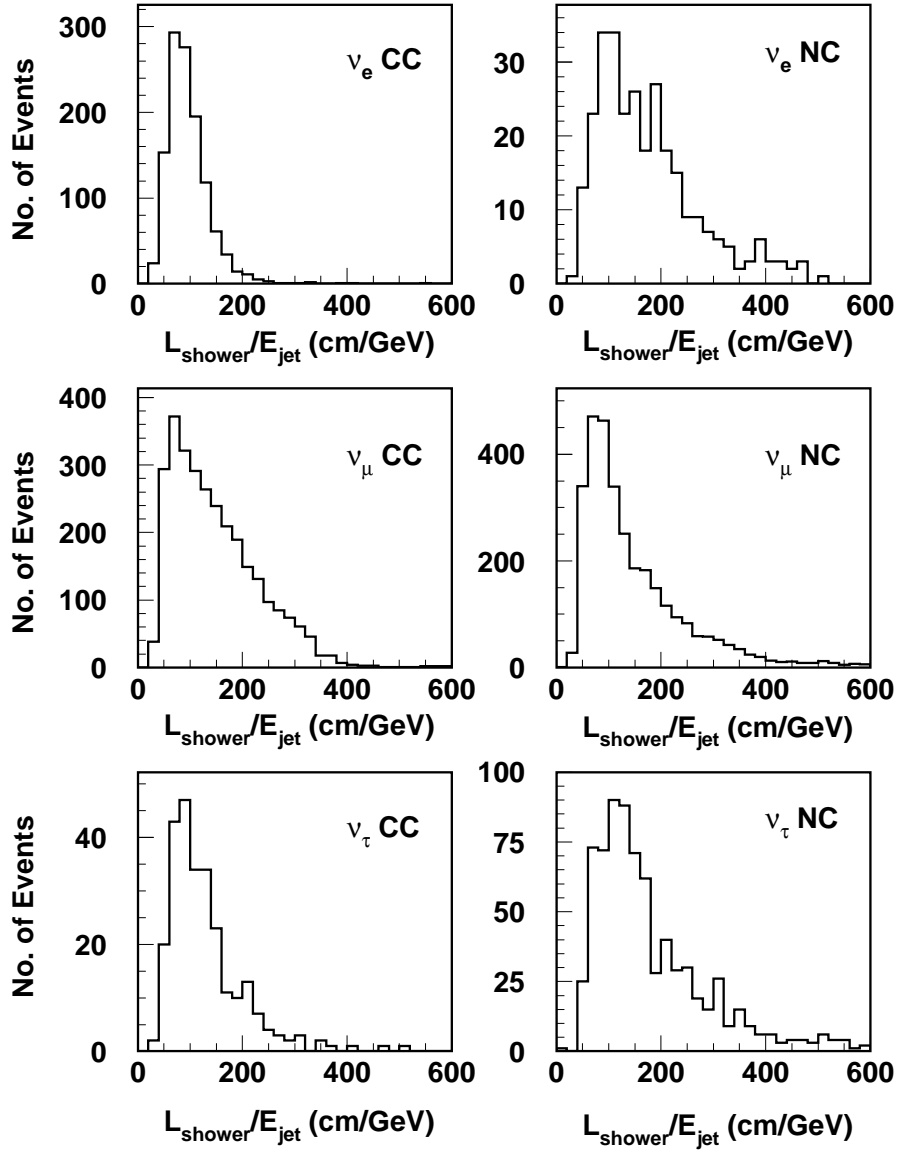 No. of Events
300
200
100
0
ν_e CC
0 200 400 600
L_shower/E_jet (cm/GeV)
30
20
10
0
ν_e NC
0 200 400 600
L_shower/E_jet (cm/GeV)
No. of Events
400
300
200
100
0
ν_μ CC
0 200 400 600
L_shower/E_jet (cm/GeV)
400
200
0
ν_μ NC
0 200 400 600
L_shower/E_jet (cm/GeV)
No. of Events
40
20
0
ν_τ CC
0 200 400 600
L_shower/E_jet (cm/GeV)
100
75
50
25
0
ν_τ NC
0 200 400 600
L_shower/E_jet (cm/GeV)